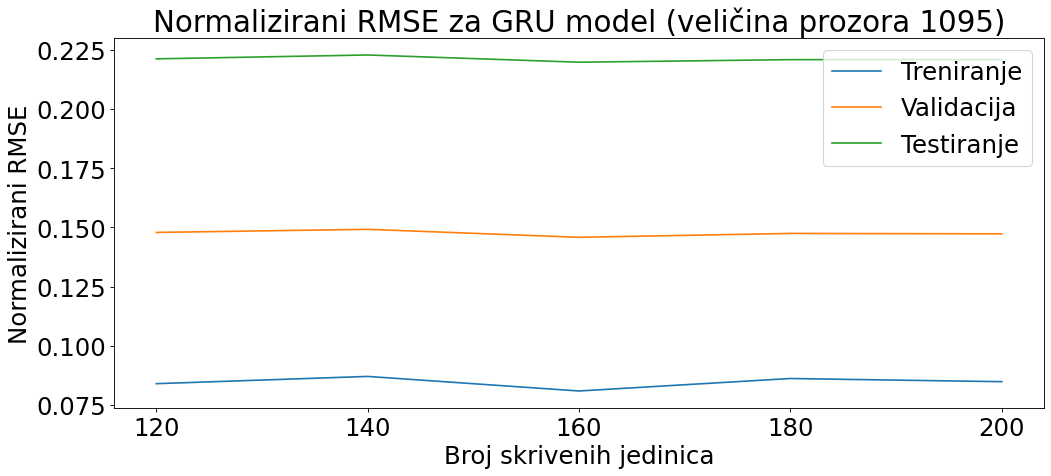 Normalizirani RMSE za GRU model (veličina prozora 1095)
Normalizirani RMSE
0.225
0.200
0.175
0.150
0.125
0.100
0.075
Treniranje
Validacija
Testiranje
120 140 160 180 200
Broj skrivenih jedinica